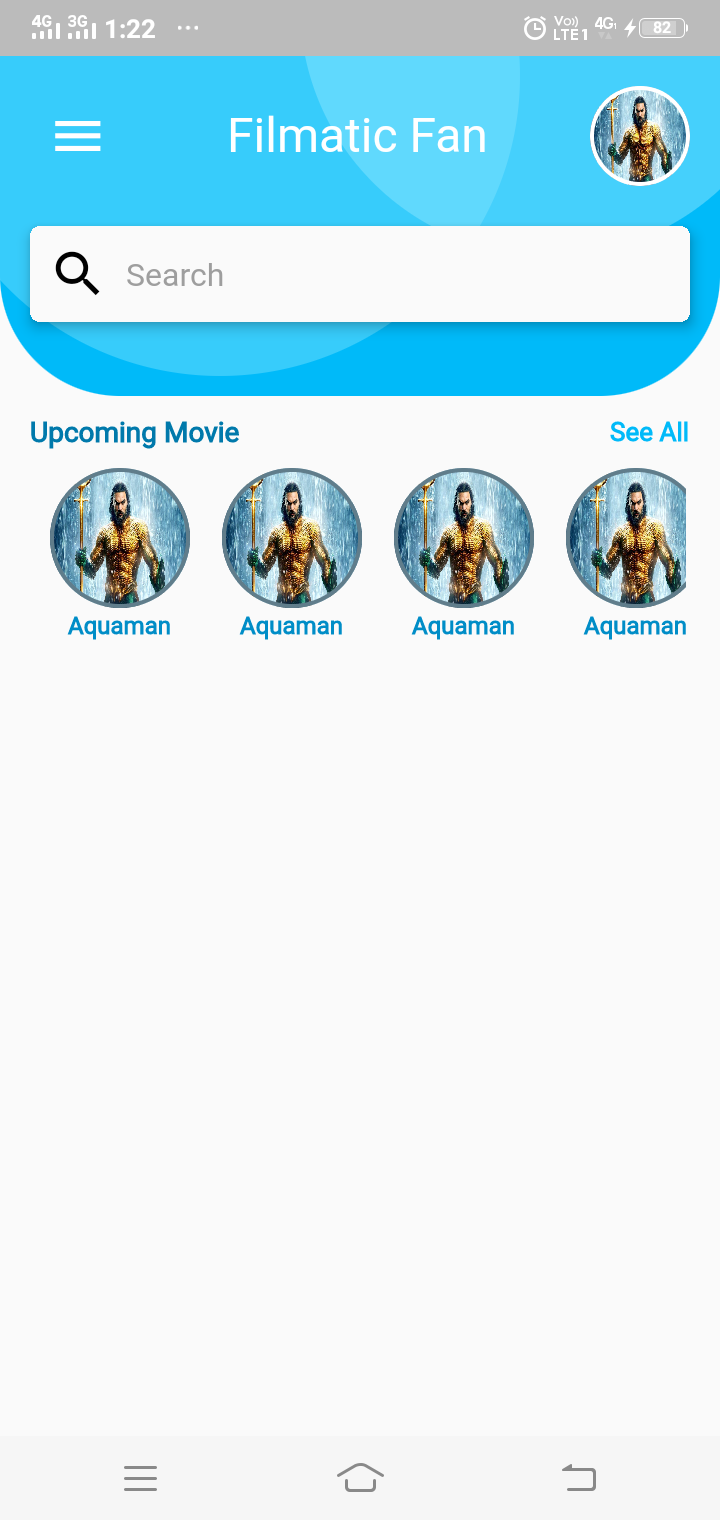 4G 3G 1:22 ... Vo)) LTE1 4G 82
Filmatic Fan
Search
Upcoming Movie See All
Aquaman Aquaman Aquaman Aquaman